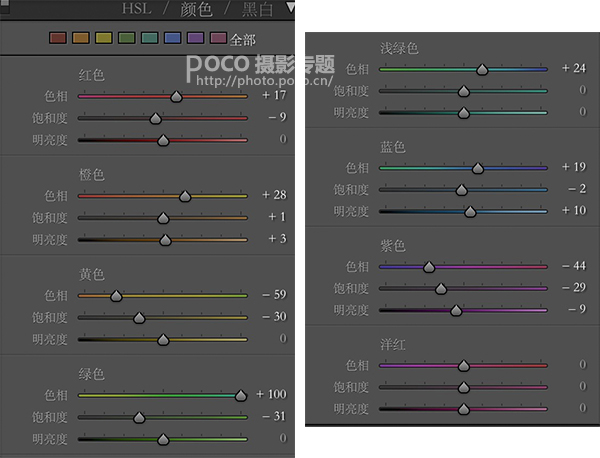 HSL / 颜色 / 黑白
全部
POCO 摄影专题
http://photo.poco.cn/
红色
色相 + 17
饱和度 - 9
明亮度 0
橙色
色相 + 28
饱和度 + 1
明亮度 + 3
黄色
色相 - 59
饱和度 - 30
明亮度 0
绿色
色相 + 100
饱和度 - 31
明亮度 0
浅绿色
色相 + 24
饱和度 0
明亮度 0
蓝色
色相 + 19
饱和度 - 2
明亮度 + 10
紫色
色相 - 44
饱和度 - 29
明亮度 - 9
洋红
色相 0
饱和度 0
明亮度 0